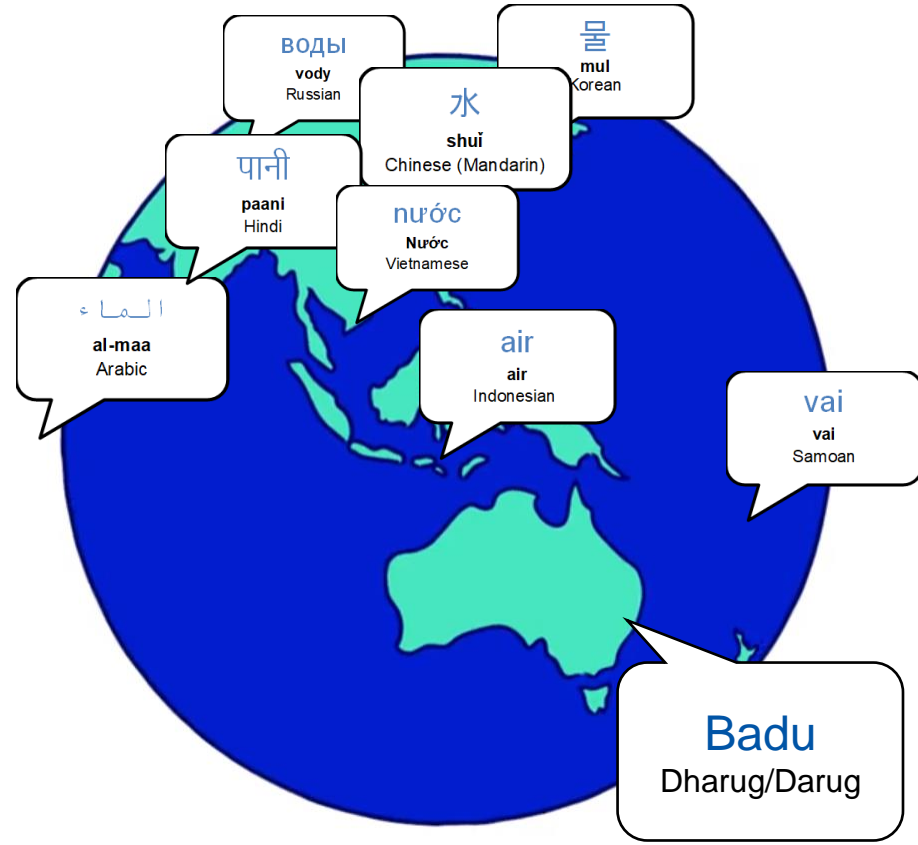 воды
vody
Russian
물
mul
Korean
水
shuǐ
Chinese (Mandarin)
पानी
paani
Hindi
nước
Nước
Vietnamese
الماء
al-maa
Arabic
air
air
Indonesian
vai
vai
Samoan
Badu
Dharug/Darug